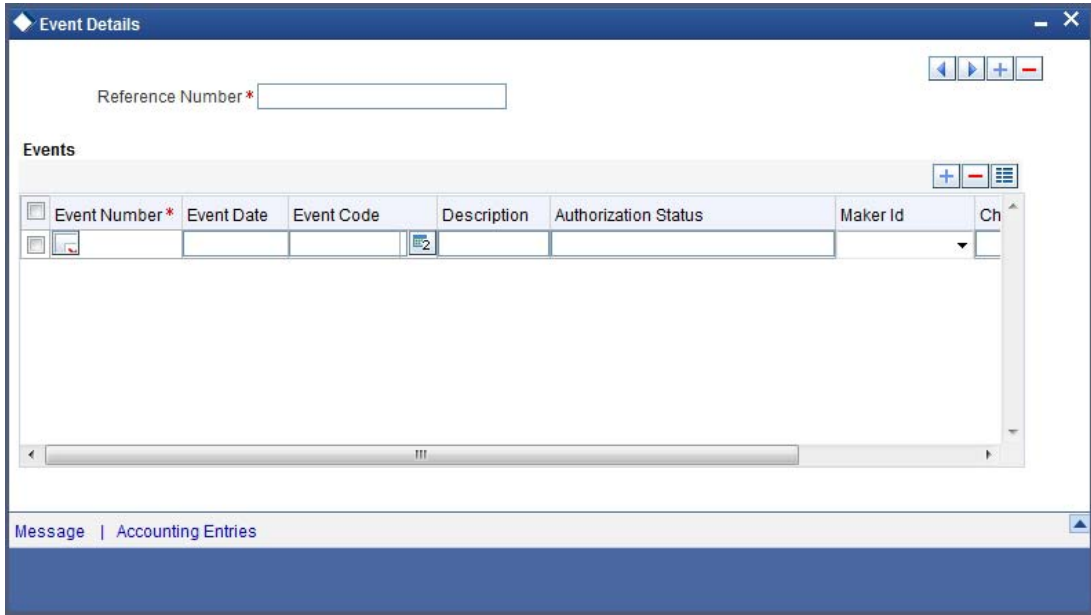 Event Details
Reference Number *
Events
Event Number * Event Date Event Code Description Authorization Status Maker Id Ch
2
Message | Accounting Entries